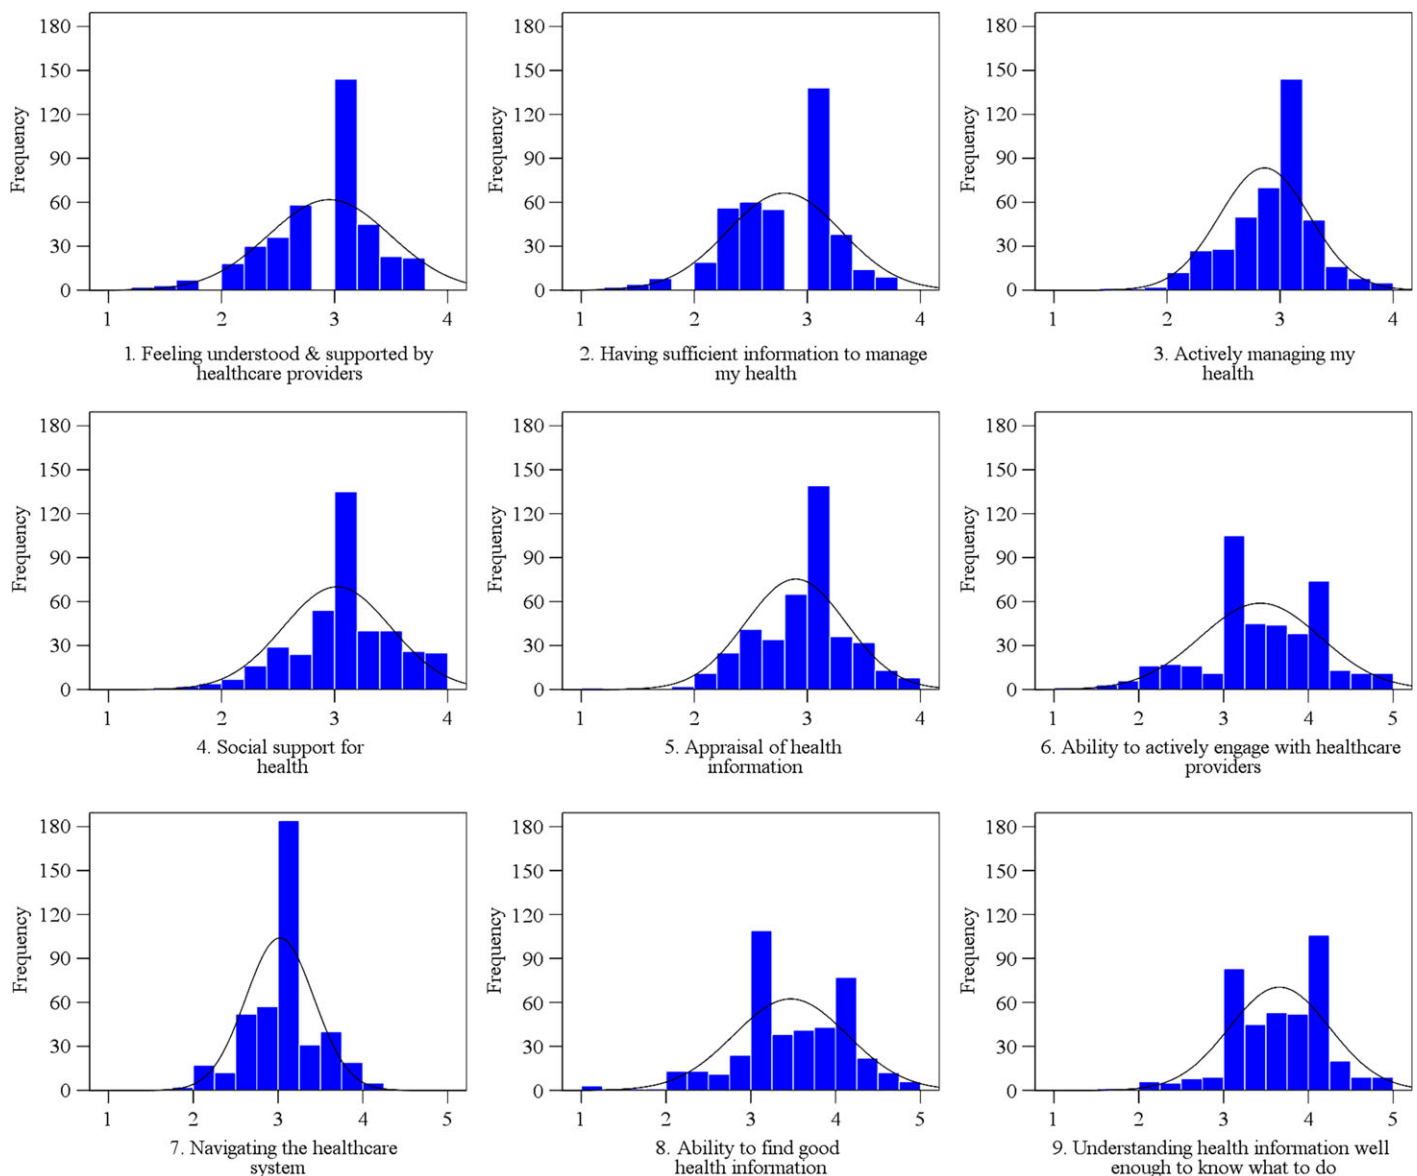 180
150
120
90
60
30
0
Frequency
1 2 3 4
1. Feeling understood & supported by
healthcare providers
180
150
120
90
60
30
0
Frequency
1 2 3 4
2. Having sufficient information to manage
my health
180
150
120
90
60
30
0
Frequency
1 2 3 4
3. Actively managing my
health
180
150
120
90
60
30
0
Frequency
1 2 3 4
4. Social support for
health
180
150
120
90
60
30
0
Frequency
1 2 3 4
5. Appraisal of health
information
180
150
120
90
60
30
0
Frequency
1 2 3 4 5
6. Ability to actively engage with healthcare
providers
180
150
120
90
60
30
0
Frequency
1 2 3 4 5
7. Navigating the healthcare
system
180
150
120
90
60
30
0
Frequency
1 2 3 4 5
8. Ability to find good
health information
180
150
120
90
60
30
0
Frequency
1 2 3 4 5
9. Understanding health information well
enough to know what to do